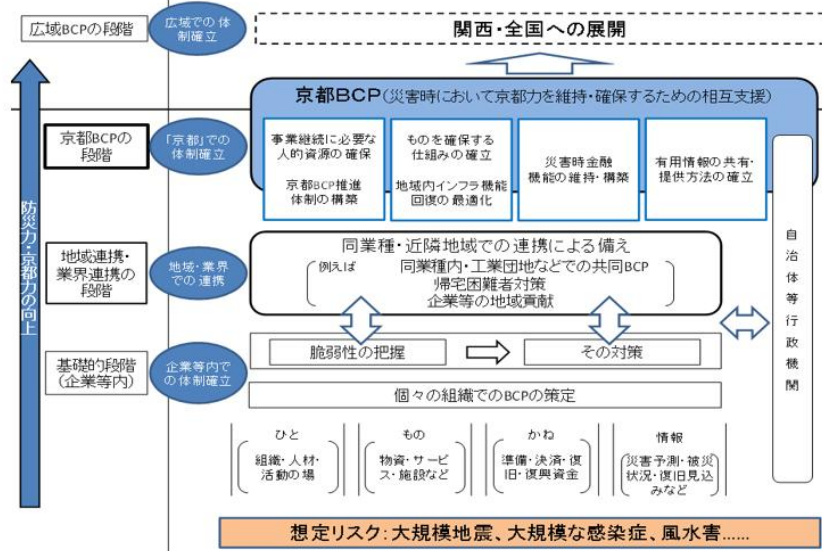 広域BCPの段階
広域での体
制確立
関西・全国への展開
京都BCP(災害時において京都力を維持・確保するための相互支援)
京都BCPの
段階
「京都」での
体制確立
事業継続に必要な
人的資源の確保
京都BCP推進
体制の構築
ものを確保する
仕組みの確立
地域内インフラ機能
回復の最適化
災害時金融
機能の維持・構築
有用情報の共有・
提供方法の確立
防災力・京都力の向上
地域連携・
業界連携の
段階
地域・業界
での連携
同業種・近隣地域での連携による備え
例えば 同業種内・工業団地などでの共同BCP
帰宅困難者対策
企業等の地域貢献
自治体等行政機関
基礎的段階
(企業等内)
企業等内で
の体制確立
脆弱性の把握
その対策
個々の組織でのBCPの策定
ひと
組織・人材・
活動の場
もの
物資・サービ
ス・施設など
かね
準備・決済・復
旧・復興資金
情報
災害予測・被災
状況・復旧見込
みなど
想定リスク:大規模地震、大規模な感染症、風水害……